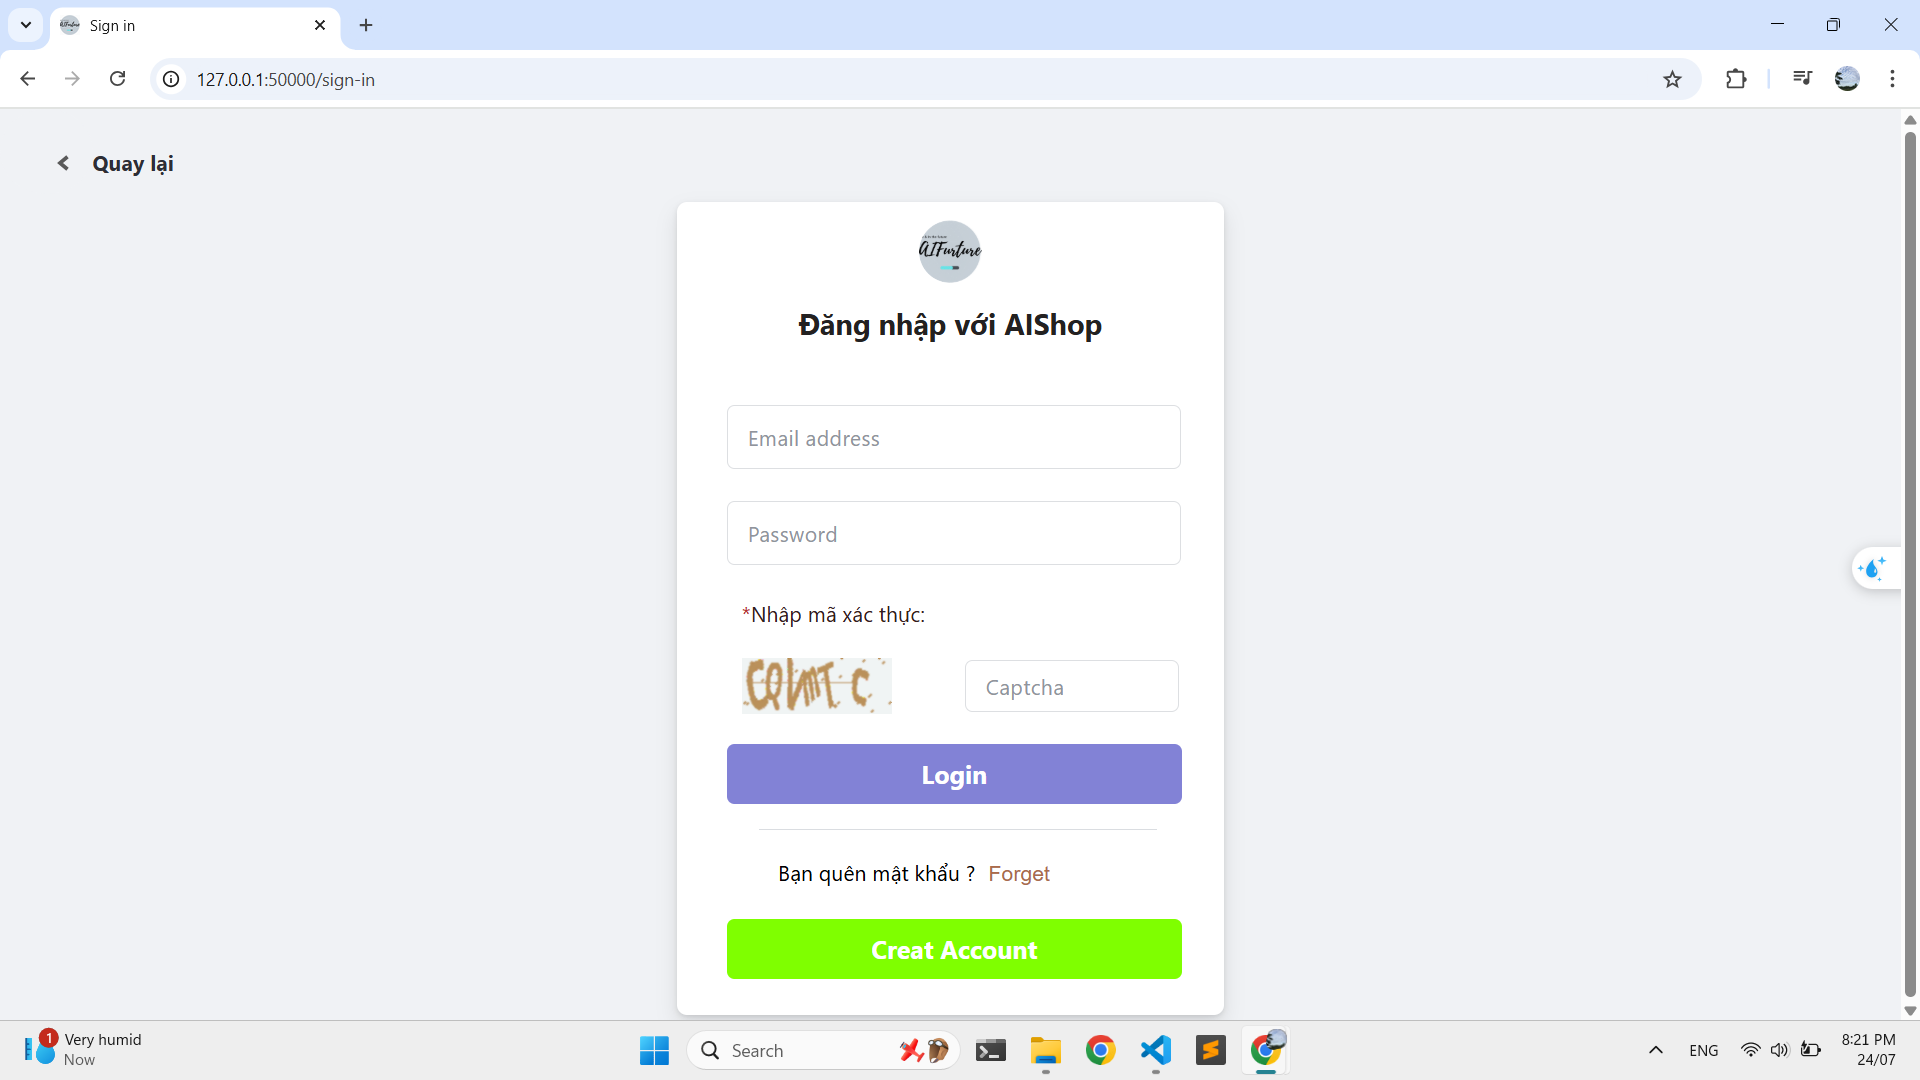 Sign in
127.0.0.1:50000/sign-in
Quay lại
AIFurture
Đăng nhập với AIShop
Email address
Password
*Nhập mã xác thực:
Captcha
Login
Bạn quên mật khẩu ? Forget
Creat Account
1
Very humid
Now
Search
ENG
8:21 PM
24/07